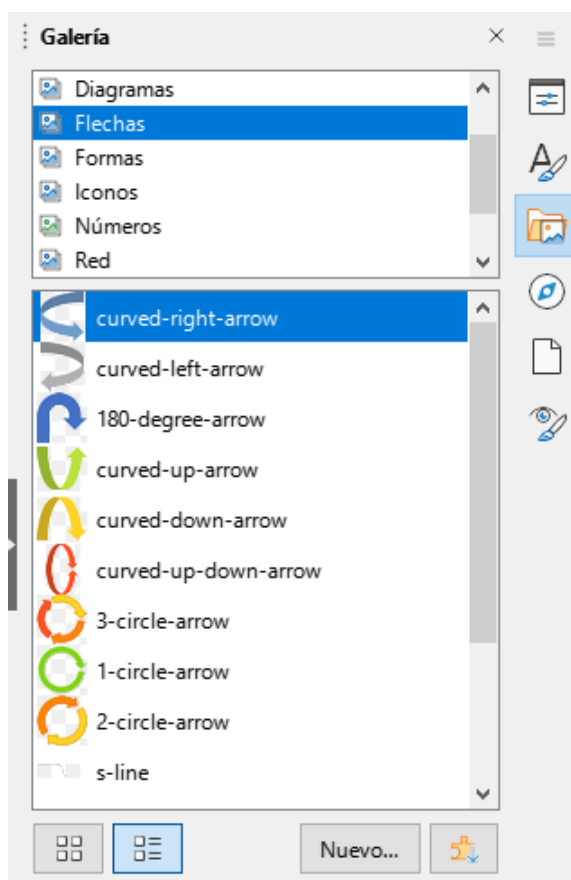 Galería
Diagramas
Flechas
Formas
Iconos
Números
Red
curved-right-arrow
curved-left-arrow
180-degree-arrow
curved-up-arrow
curved-down-arrow
curved-up-down-arrow
3-circle-arrow
1-circle-arrow
2-circle-arrow
s-line
Nuevo...